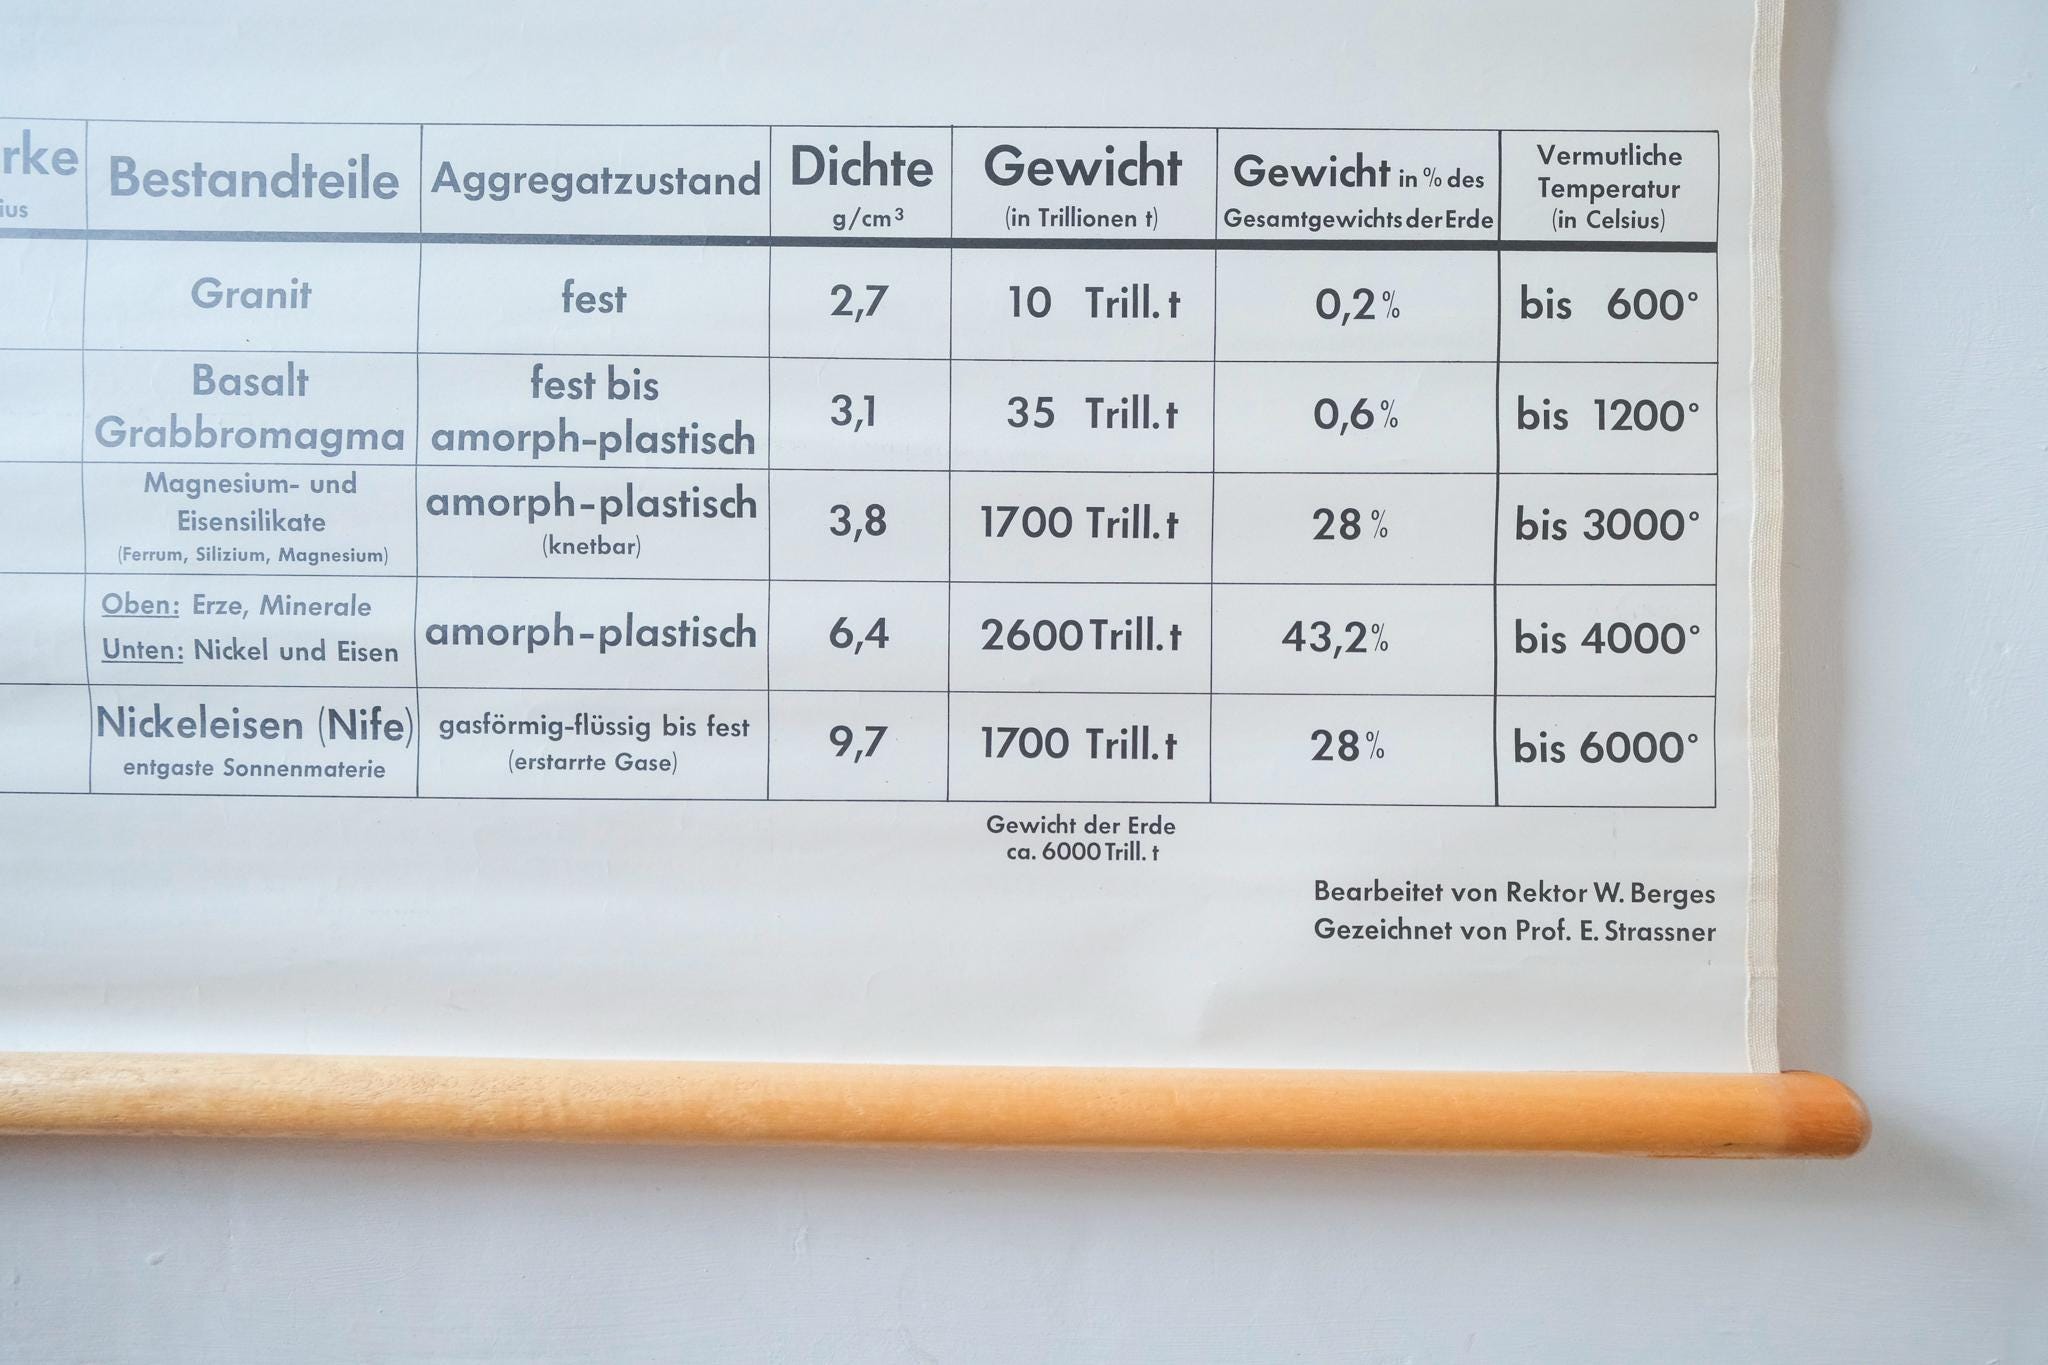 rke
ius
Bestandteile
Aggregatzustand
Dichte
g/cm³
Gewicht
(in Trillionen t)
Gewicht in % des
Gesamtgewichts der Erde
Vermutliche
Temperatur
(in Celsius)
Granit
fest
2,7
10 Trill. t
0,2 %
bis 600°
Basalt
Grabbromagma
fest bis
amorph-plastisch
3,1
35 Trill. t
0,6 %
bis 1200°
Magnesium- und
Eisensilikate
(Ferrum, Silizium, Magnesium)
amorph-plastisch
(knetbar)
3,8
1700 Trill. t
28 %
bis 3000°
Oben: Erze, Minerale
Unten: Nickel und Eisen
amorph-plastisch
6,4
2600 Trill. t
43,2 %
bis 4000°
Nickeleisen (Nife)
entgaste Sonnenmaterie
gasförmig-flüssig bis fest
(erstarrte Gase)
9,7
1700 Trill. t
28 %
bis 6000°
Gewicht der Erde
ca. 6000 Trill. t
Bearbeitet von Rektor W. Berges
Gezeichnet von Prof. E. Strassner